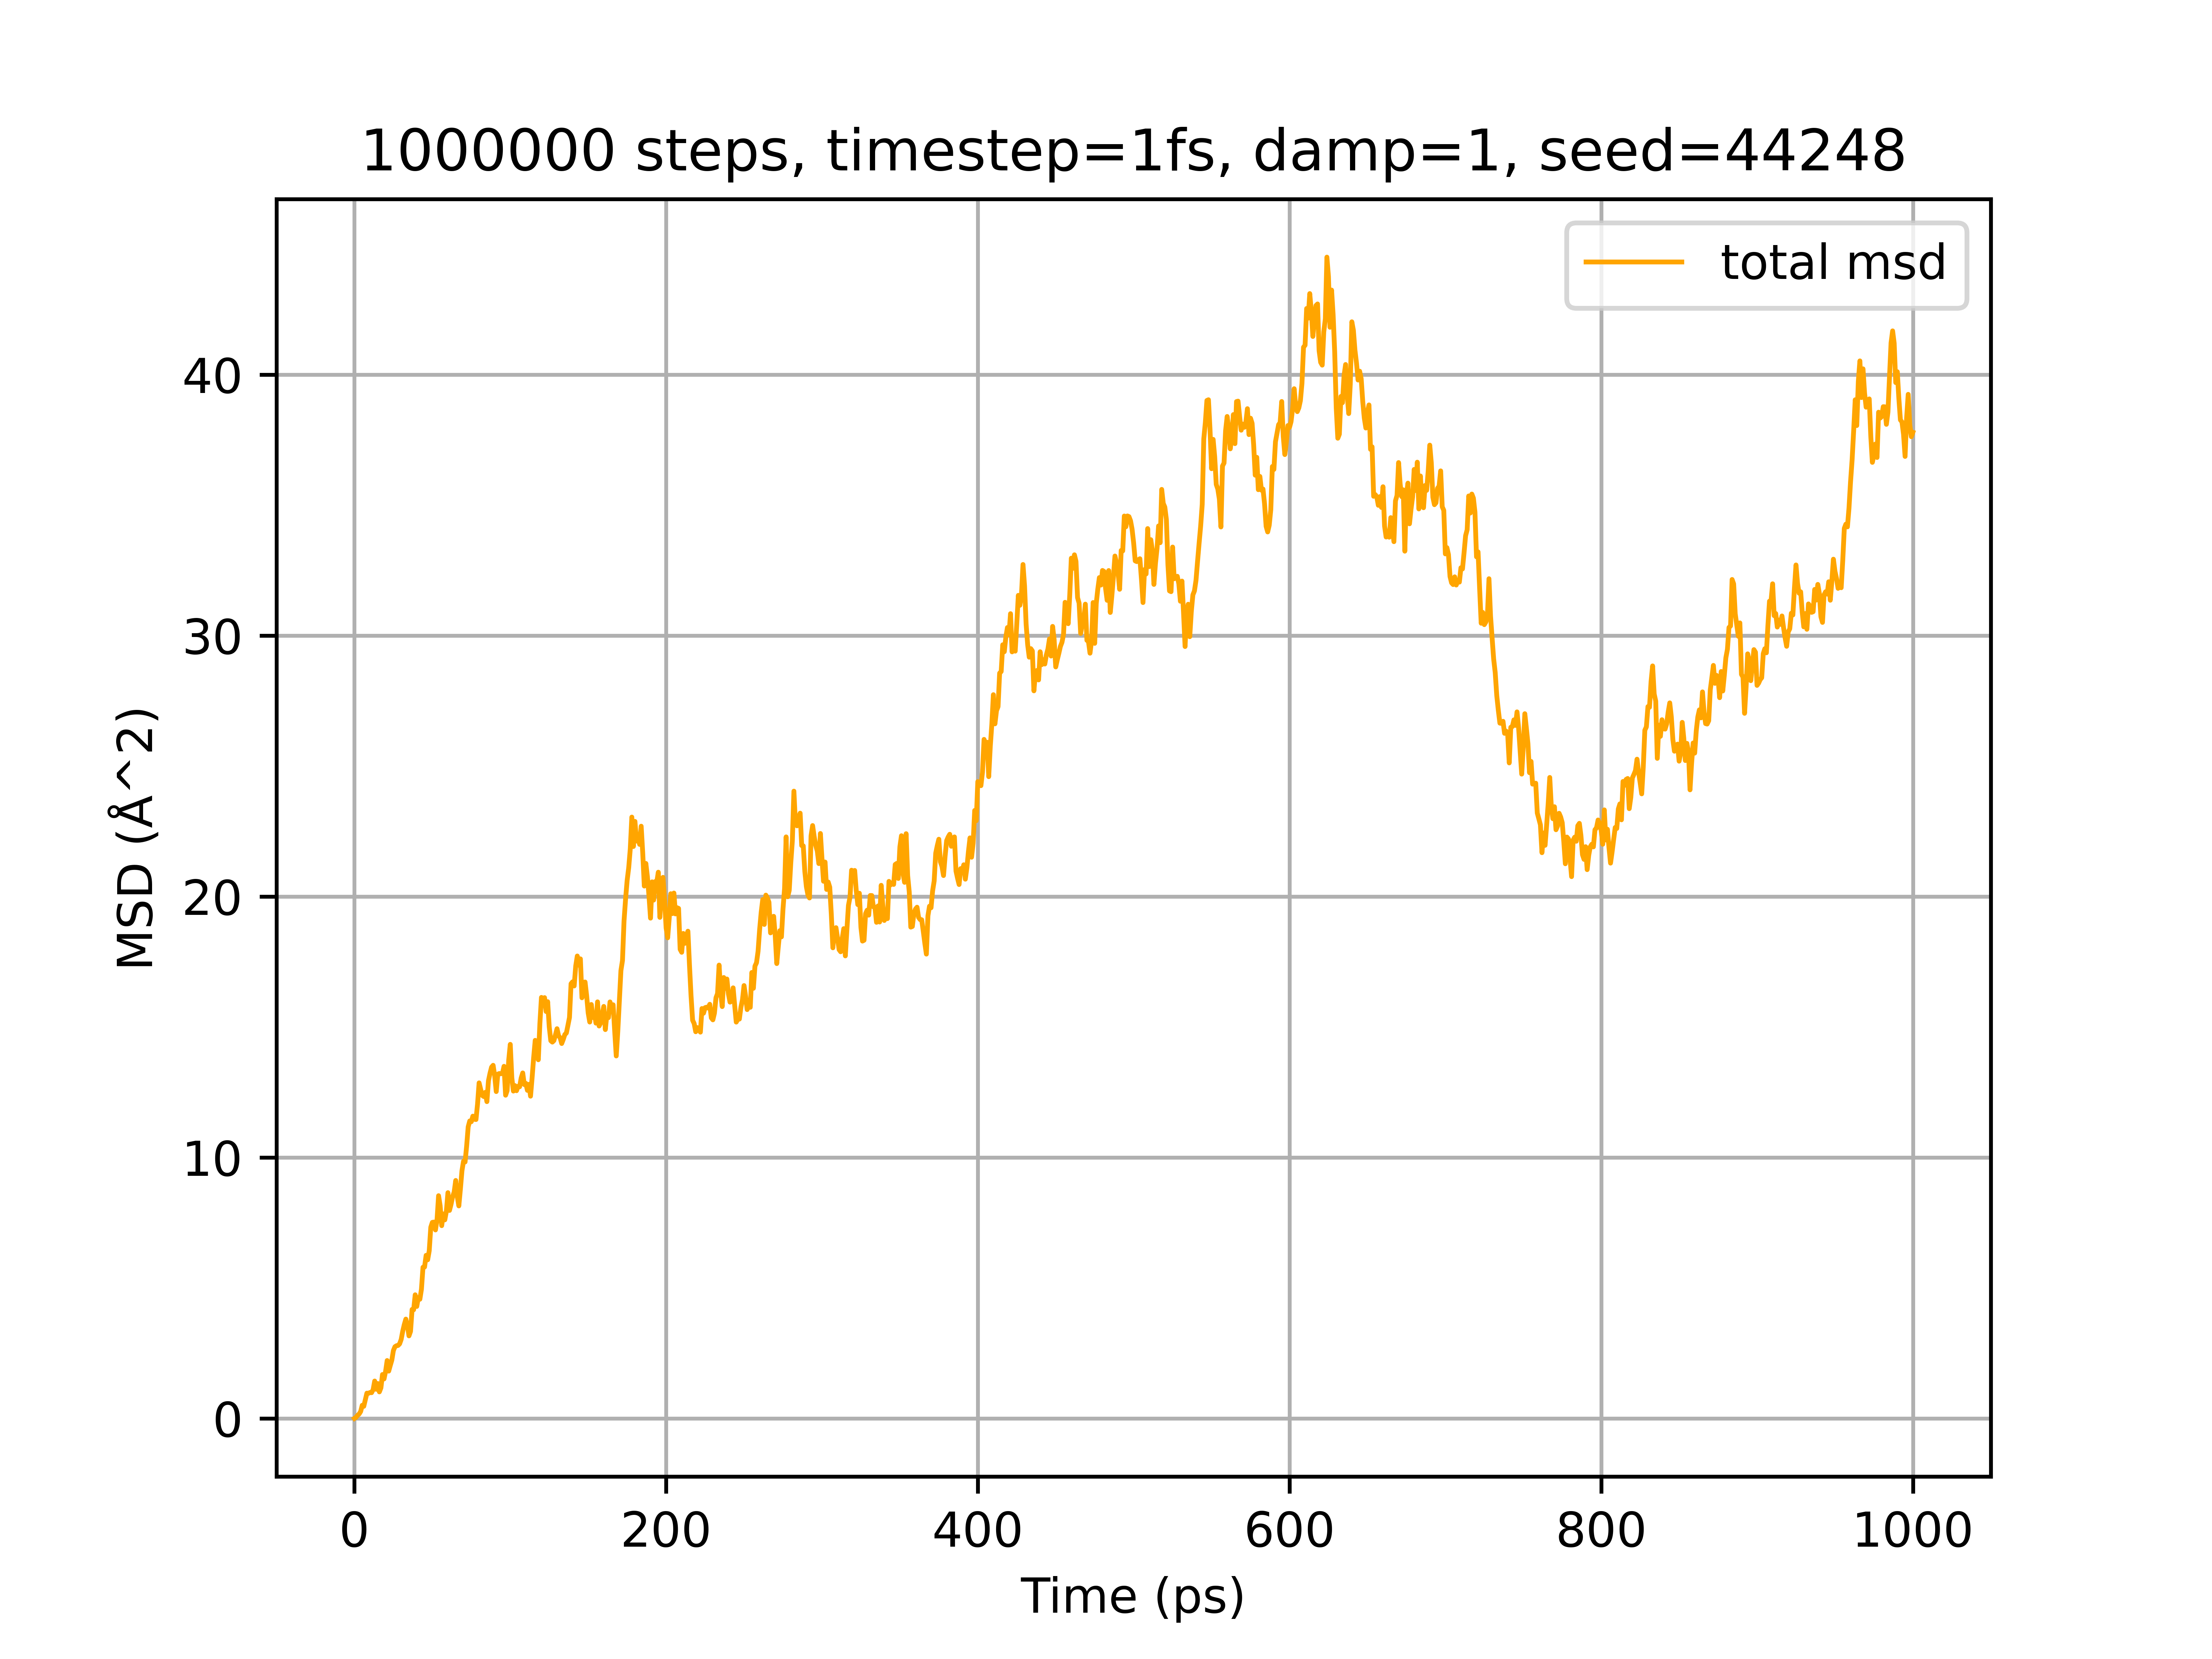 1000000 steps, timestep=1fs, damp=1, seed=44248
total msd
MSD (Å^2)
40
30
20
10
0
0 200 400 600 800 1000
Time (ps)